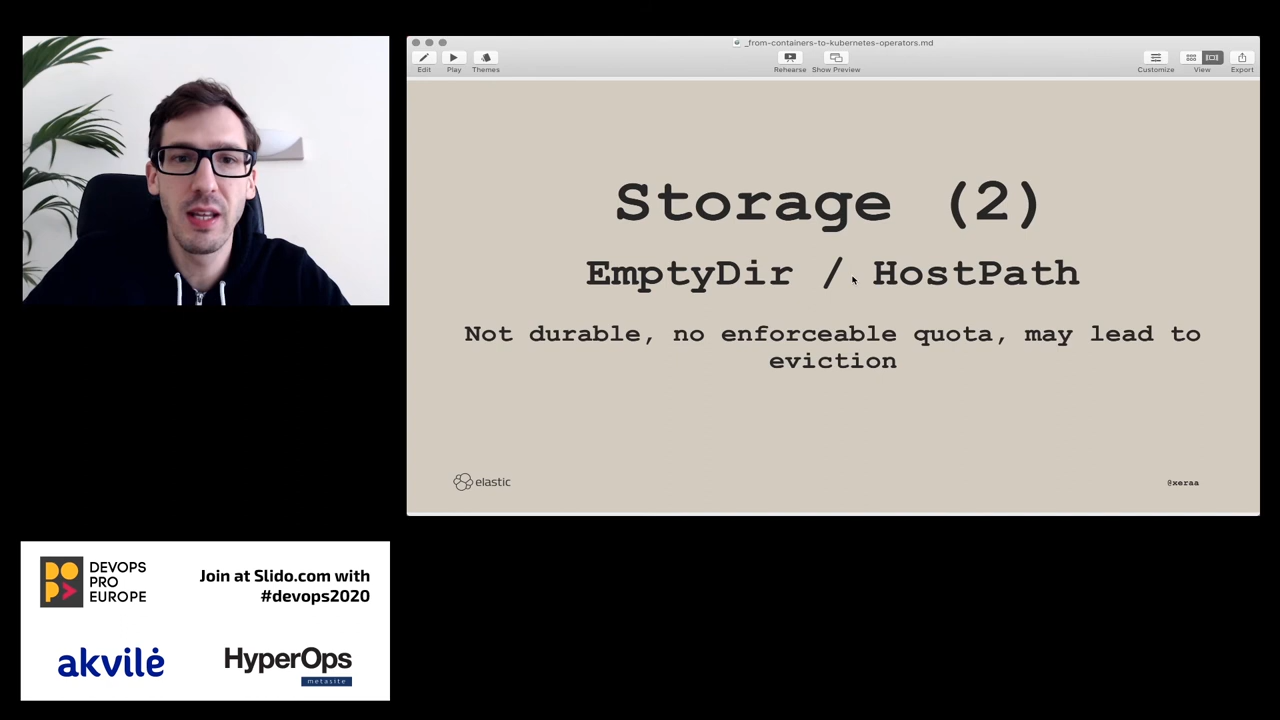 _from-containers-to-kubernetes-operators.md
Edit
Play
Themes
Rehearse
Show Preview
Customize
View
Export
Storage (2)
EmptyDir / HostPath
Not durable, no enforceable quota, may lead to
eviction
elastic
@xeraa
DEVOPS
PRO
EUROPE
Join at Slido.com with
#devops2020
akvilė
HyperOps
metasite